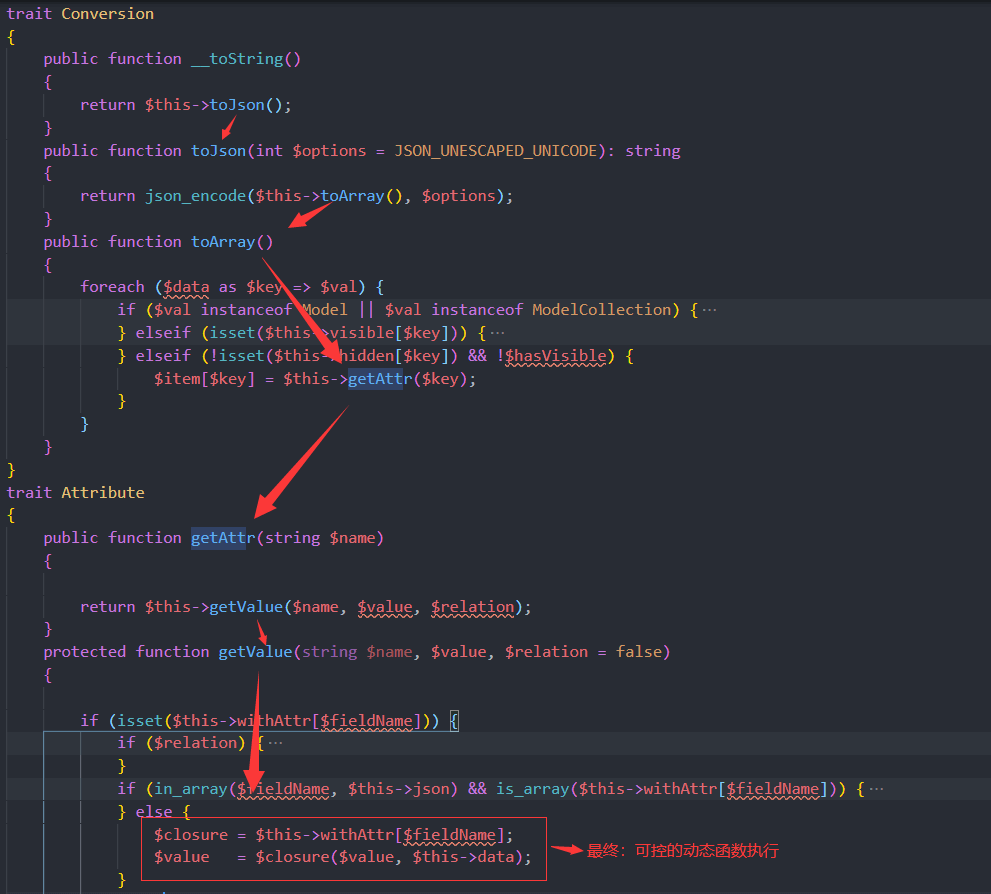 trait Conversion
{
public function __toString()
{
return $this->toJson();
}
public function toJson(int $options = JSON_UNESCAPED_UNICODE): string
{
return json_encode($this->toArray(), $options);
}
public function toArray()
{
foreach ($data as $key => $val) {
if ($val instanceof Model || $val instanceof ModelCollection) {···
} elseif (isset($this->visible[$key])) {···
} elseif (!isset($this->hidden[$key]) && !$hasVisible) {
$item[$key] = $this->getAttr($key);
}
}
}
}
trait Attribute
{
public function getAttr(string $name)
{
return $this->getValue($name, $value, $relation);
}
protected function getValue(string $name, $value, $relation = false)
{
if (isset($this->withAttr[$fieldName])) {
if ($relation) {···
}
if (in_array($fieldName, $this->json) && is_array($this->withAttr[$fieldName])) {···
} else {
$closure = $this->withAttr[$fieldName];
$value = $closure($value, $this->data);
最终：可控的动态函数执行
}